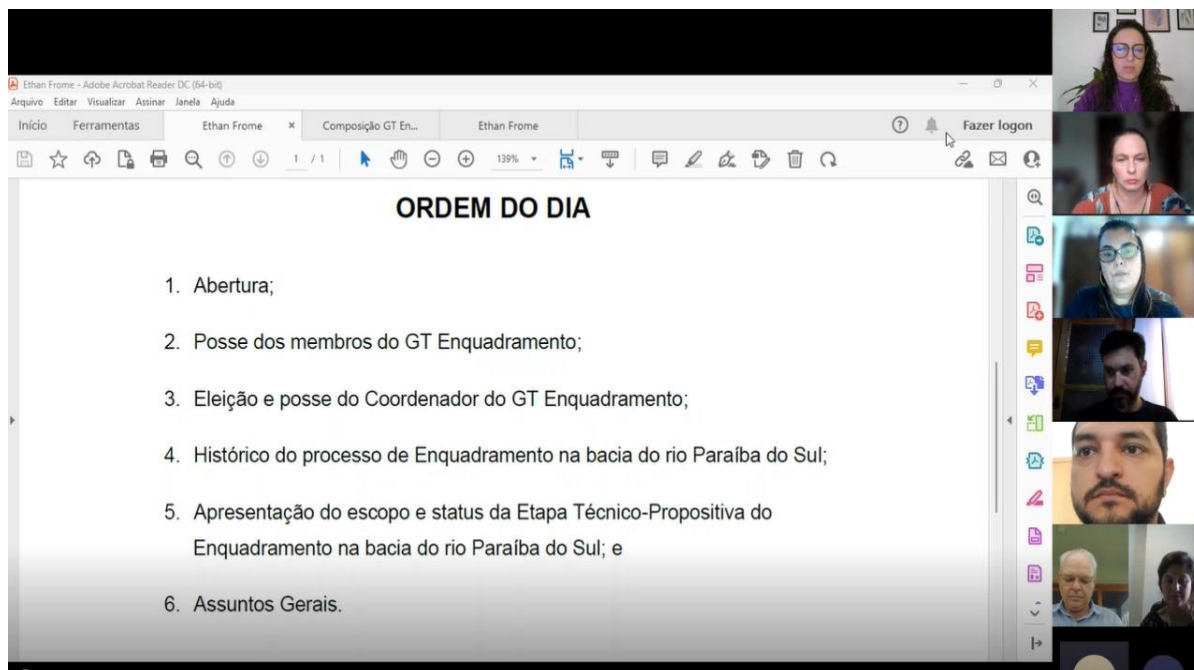 Ethan Frome - Adobe Acrobat Reader DC (64-bit)
Arquivo Editar Visualizar Assinar Janela Ajuda
Início Ferramentas Ethan Frome × Composição GT En... Ethan Frome Fazer logon
1 / 1 139%
ORDEM DO DIA
1. Abertura;
2. Posse dos membros do GT Enquadramento;
3. Eleição e posse do Coordenador do GT Enquadramento;
4. Histórico do processo de Enquadramento na bacia do rio Paraíba do Sul;
5. Apresentação do escopo e status da Etapa Técnico-Propositiva do
Enquadramento na bacia do rio Paraíba do Sul; e
6. Assuntos Gerais.